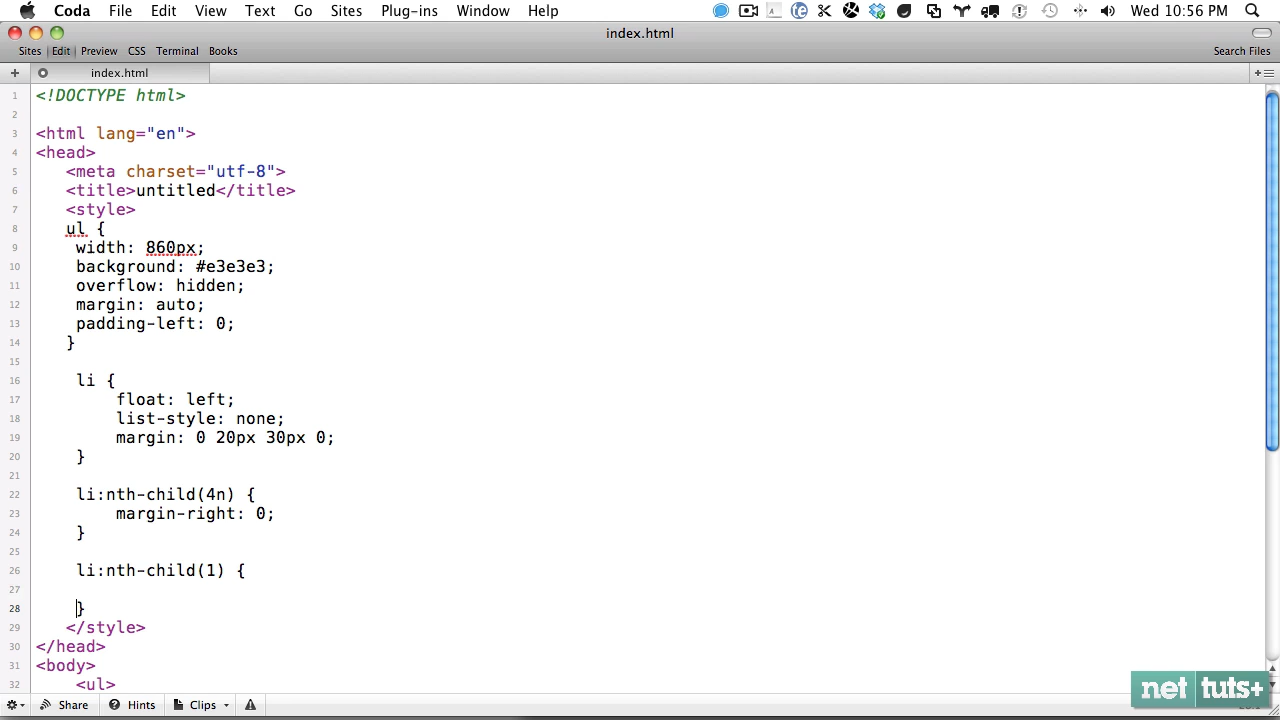 Coda File Edit View Text Go Sites Plug-ins Window Help Wed 10:56 PM
index.html
Sites Edit Preview CSS Terminal Books Search Files
index.html
1 <!DOCTYPE html>
2
3 <html lang="en">
4 <head>
5 <meta charset="utf-8">
6 <title>untitled</title>
7 <style>
8 ul {
9 width: 860px;
10 background: #e3e3e3;
11 overflow: hidden;
12 margin: auto;
13 padding-left: 0;
14 }
15
16 li {
17 float: left;
18 list-style: none;
19 margin: 0 20px 30px 0;
20 }
21
22 li:nth-child(4n) {
23 margin-right: 0;
24 }
25
26 li:nth-child(1) {
27
28 }
29 </style>
30 </head>
31 <body>
32 <ul>
net tuts+
Share Hints Clips